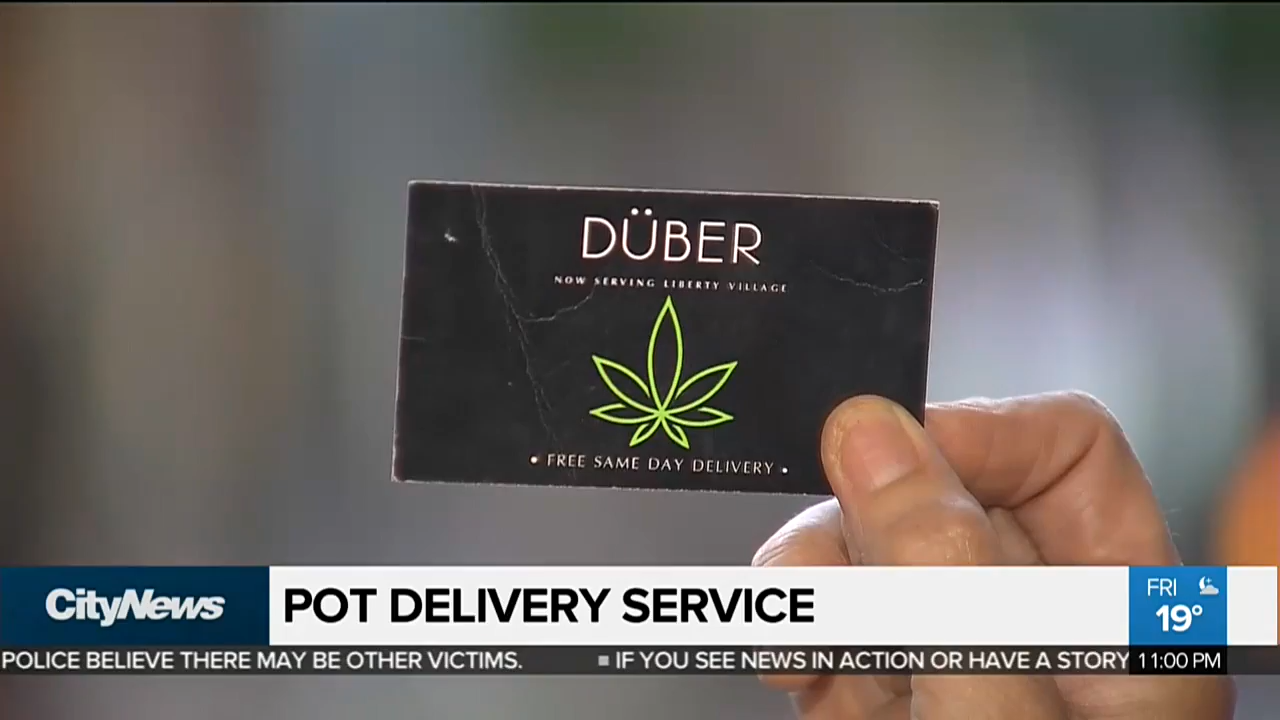 DÜBER
NOW SERVING LIBERTY VILLAGE
• FREE SAME DAY DELIVERY •
CityNews
POT DELIVERY SERVICE
FRI
19°
POLICE BELIEVE THERE MAY BE OTHER VICTIMS. ■ IF YOU SEE NEWS IN ACTION OR HAVE A STORY
11:00 PM